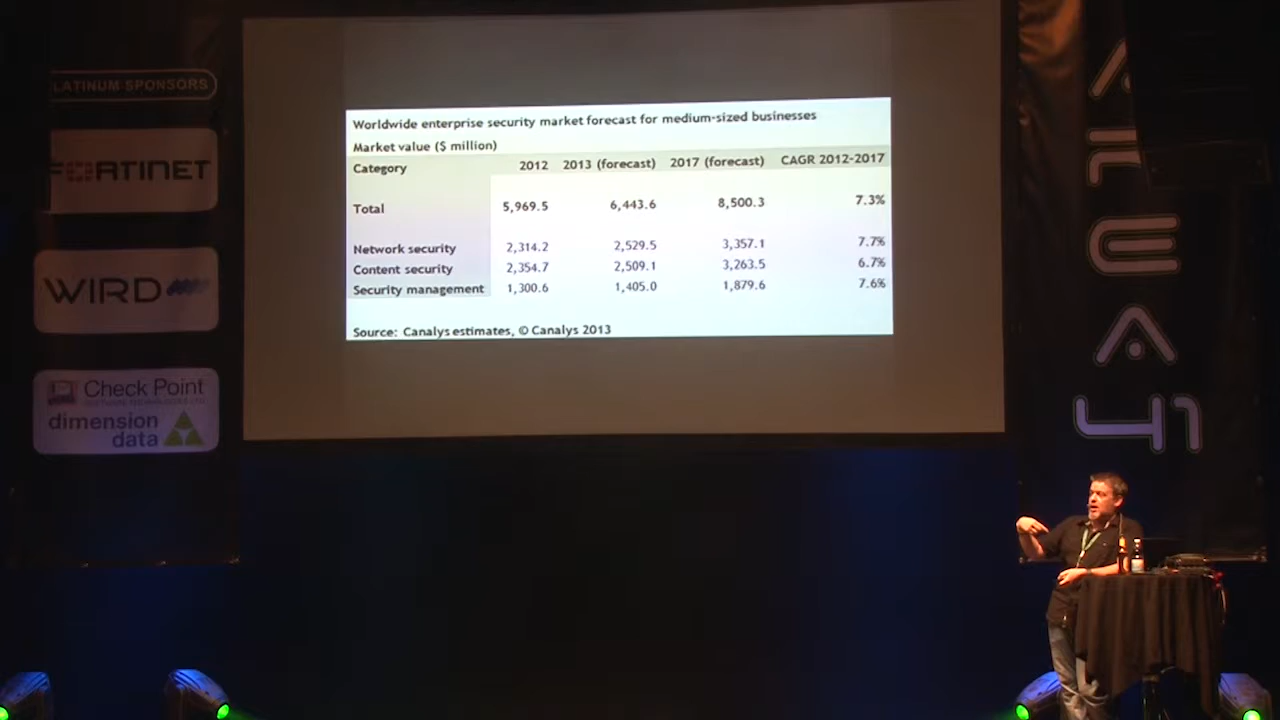 PLATINUM SPONSORS
FORTINET
WIRD
Check Point
dimension
data
Worldwide enterprise security market forecast for medium-sized businesses
Market value ($ million)
Category 2012 2013 (forecast) 2017 (forecast) CAGR 2012-2017
Total 5,969.5 6,443.6 8,500.3 7.3%
Network security 2,314.2 2,529.5 3,357.1 7.7%
Content security 2,354.7 2,509.1 3,263.5 6.7%
Security management 1,300.6 1,405.0 1,879.6 7.6%
Source: Canalys estimates, © Canalys 2013
AREA
41